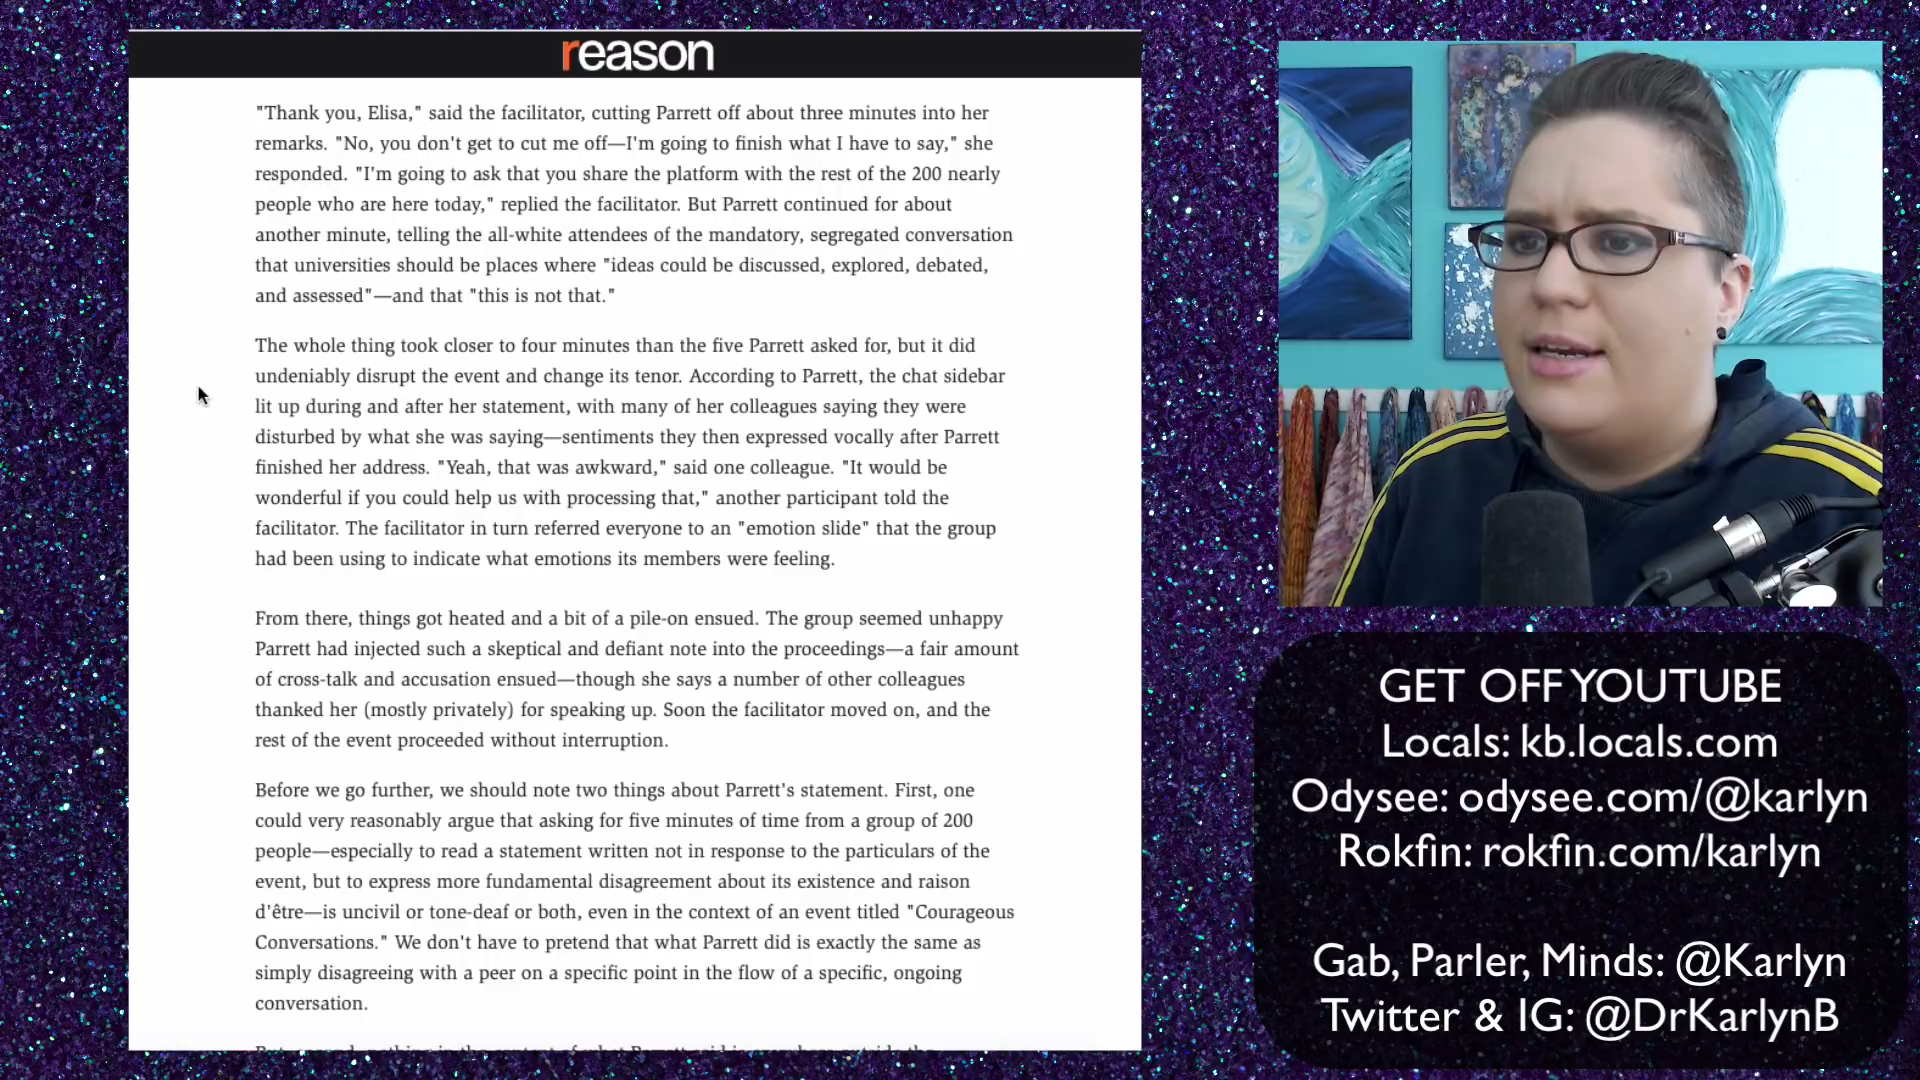 reason
"Thank you, Elisa," said the facilitator, cutting Parrett off about three minutes into her
remarks. "No, you don't get to cut me off—I'm going to finish what I have to say," she
responded. "I'm going to ask that you share the platform with the rest of the 200 nearly
people who are here today," replied the facilitator. But Parrett continued for about
another minute, telling the all-white attendees of the mandatory, segregated conversation
that universities should be places where "ideas could be discussed, explored, debated,
and assessed"—and that "this is not that."
The whole thing took closer to four minutes than the five Parrett asked for, but it did
undeniably disrupt the event and change its tenor. According to Parrett, the chat sidebar
lit up during and after her statement, with many of her colleagues saying they were
disturbed by what she was saying—sentiments they then expressed vocally after Parrett
finished her address. "Yeah, that was awkward," said one colleague. "It would be
wonderful if you could help us with processing that," another participant told the
facilitator. The facilitator in turn referred everyone to an "emotion slide" that the group
had been using to indicate what emotions its members were feeling.
From there, things got heated and a bit of a pile-on ensued. The group seemed unhappy
Parrett had injected such a skeptical and defiant note into the proceedings—a fair amount
of cross-talk and accusation ensued—though she says a number of other colleagues
thanked her (mostly privately) for speaking up. Soon the facilitator moved on, and the
rest of the event proceeded without interruption.
Before we go further, we should note two things about Parrett's statement. First, one
could very reasonably argue that asking for five minutes of time from a group of 200
people—especially to read a statement written not in response to the particulars of the
event, but to express more fundamental disagreement about its existence and raison
d'être—is uncivil or tone-deaf or both, even in the context of an event titled "Courageous
Conversations." We don't have to pretend that what Parrett did is exactly the same as
simply disagreeing with a peer on a specific point in the flow of a specific, ongoing
conversation.
GET OFF YOUTUBE
Locals: kb.locals.com
Odysee: odysee.com/@karlyn
Rokfin: rokfin.com/karlyn
Gab, Parler, Minds: @Karlyn
Twitter & IG: @DrKarlynB